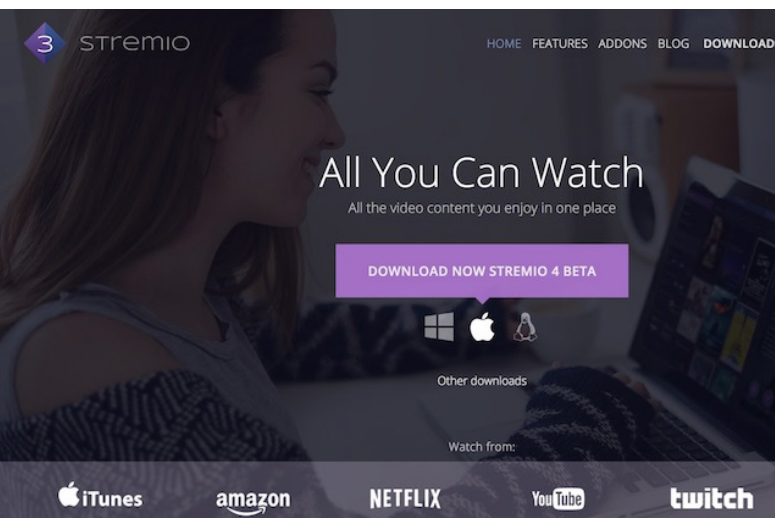 3 STremIO
HOME FEATURES ADDONS BLOG DOWNLOAD
All You Can Watch
All the video content you enjoy in one place
DOWNLOAD NOW STREMIO 4 BETA
Other downloads
Watch from:
iTunes amazon NETFLIX YouTube twitch